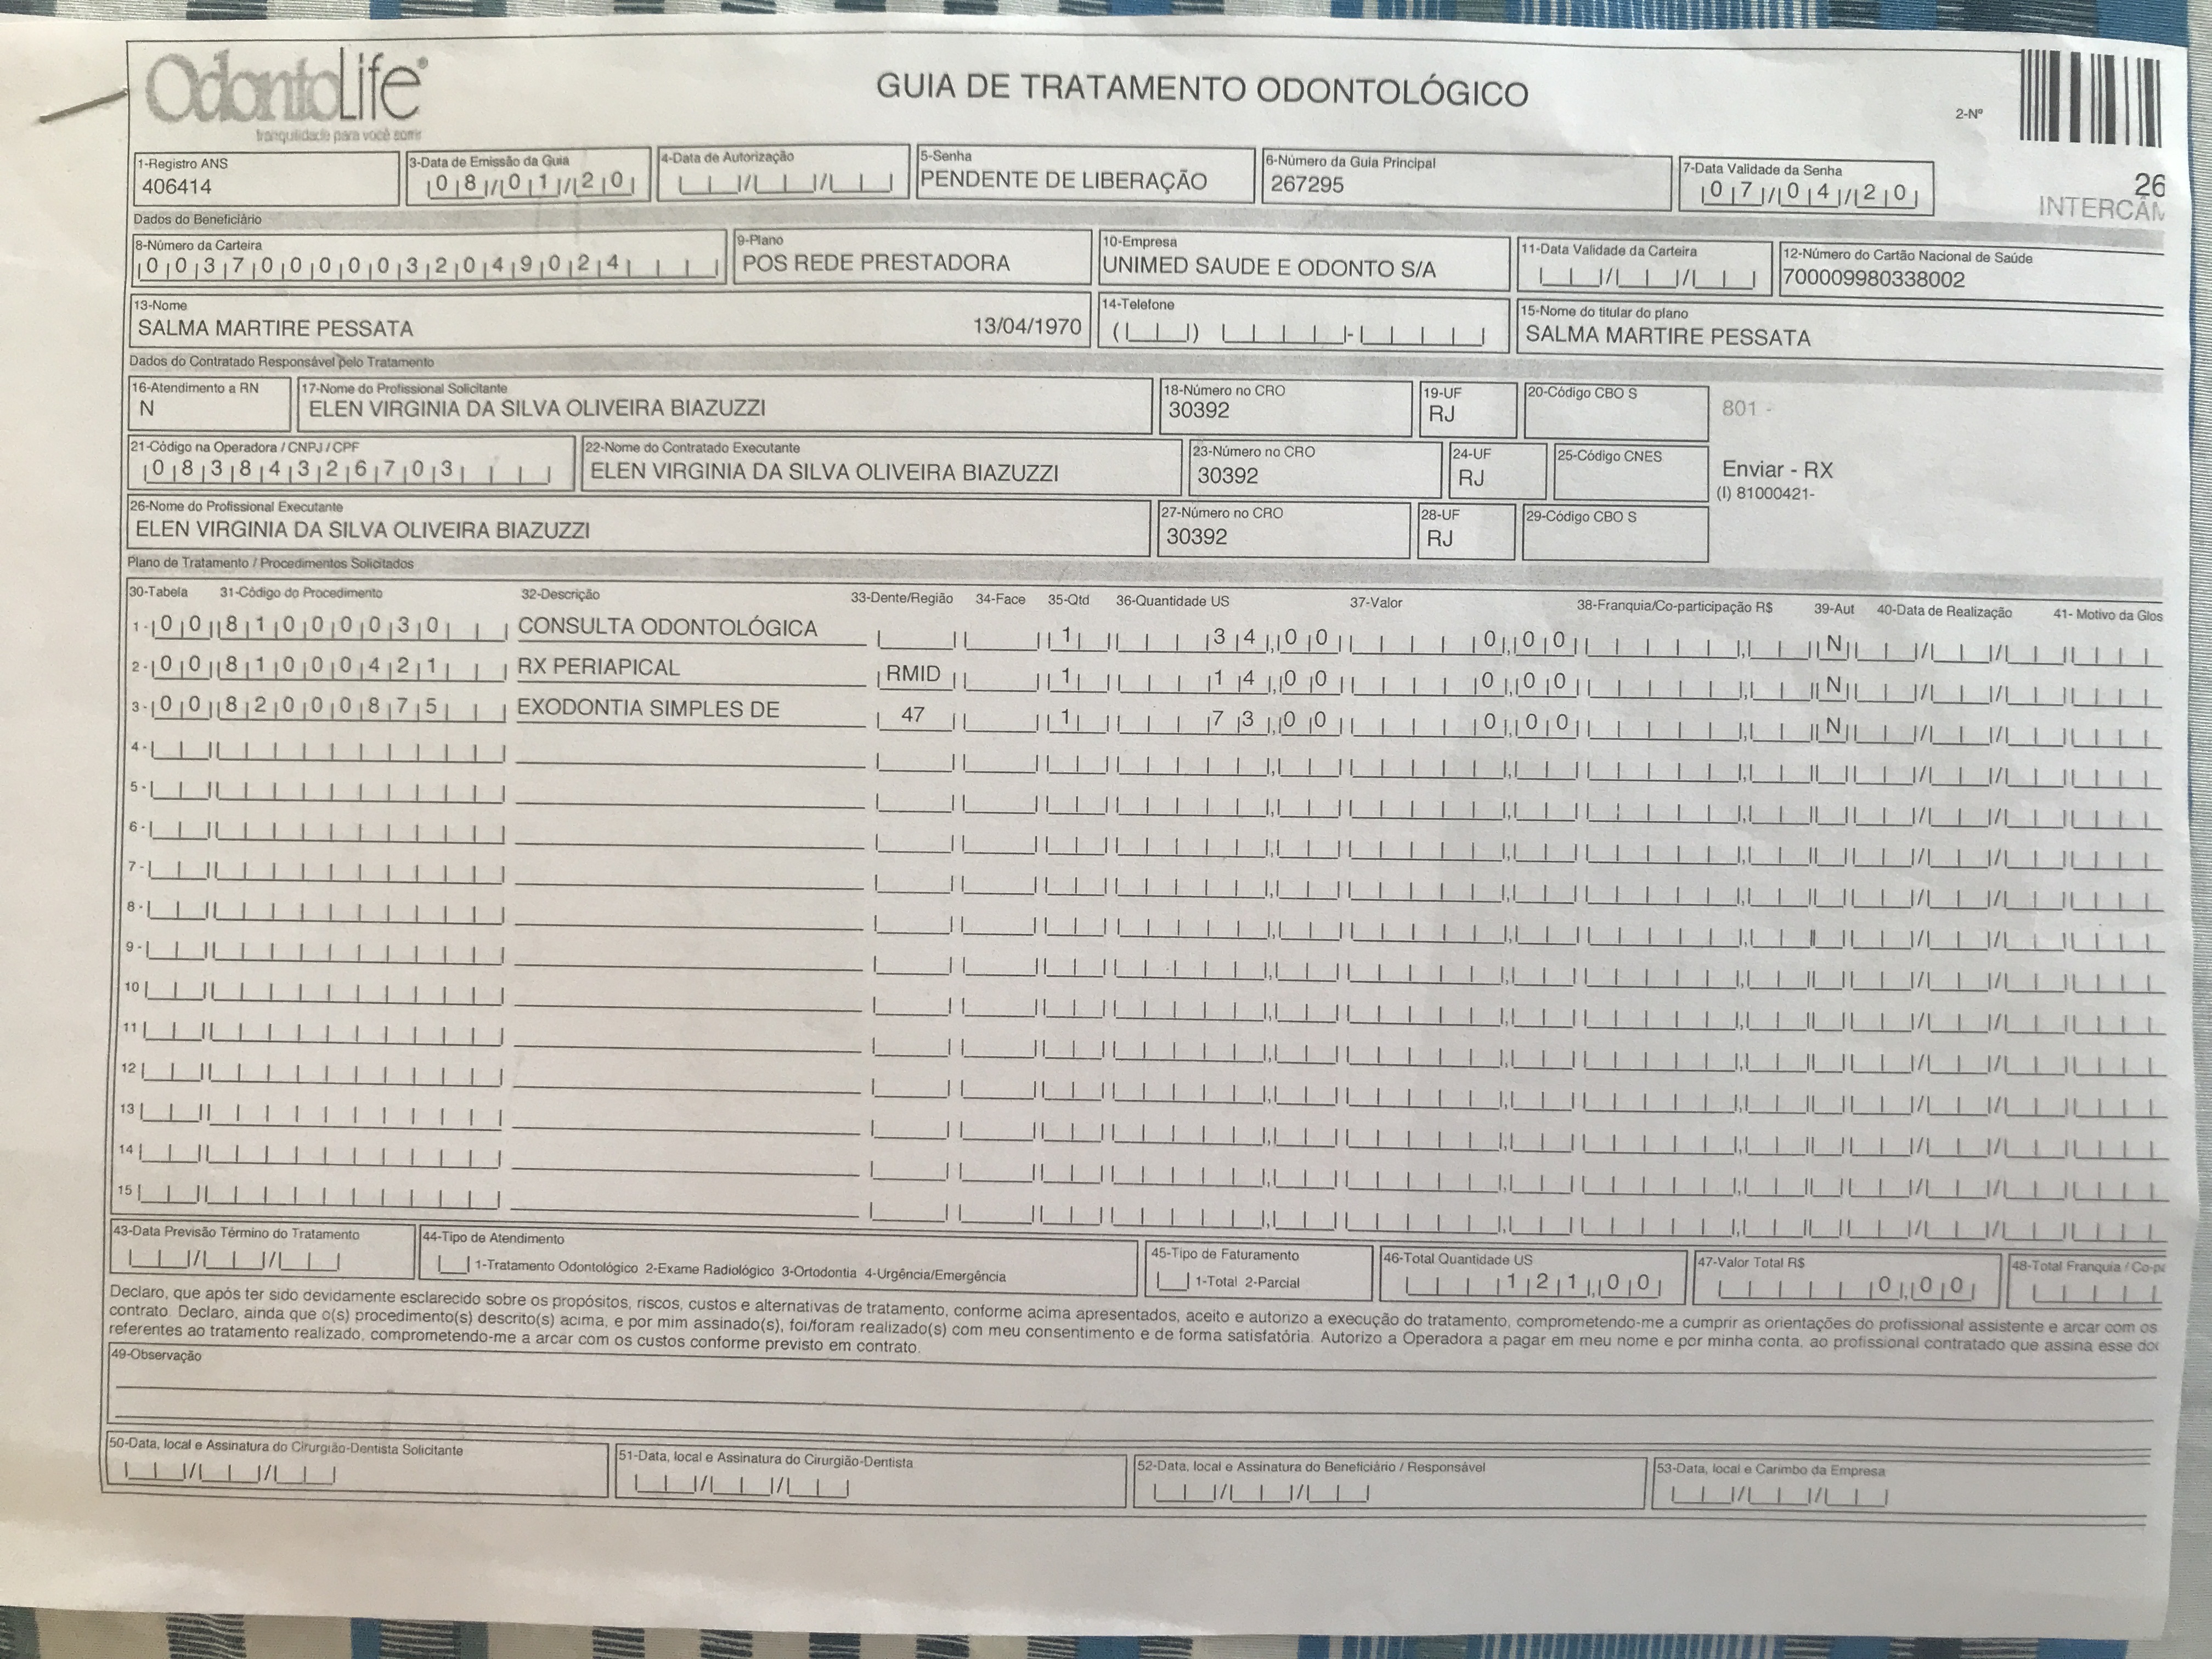 OdontoLife®
tranquilidade para você sorrir
GUIA DE TRATAMENTO ODONTOLÓGICO
2-Nº
26
INTERCÂM
1-Registro ANS
406414
3-Data de Emissão da Guia
08/01/20
4-Data de Autorização
5-Senha
PENDENTE DE LIBERAÇÃO
6-Número da Guia Principal
267295
7-Data Validade da Senha
07/04/20
Dados do Beneficiário
8-Número da Carteira
00370000032049024
9-Plano
POS REDE PRESTADORA
10-Empresa
UNIMED SAUDE E ODONTO S/A
11-Data Validade da Carteira
12-Número do Cartão Nacional de Saúde
700009980338002
13-Nome
SALMA MARTIRE PESSATA 13/04/1970
14-Telefone
15-Nome do titular do plano
SALMA MARTIRE PESSATA
Dados do Contratado Responsável pelo Tratamento
16-Atendimento a RN
N
17-Nome do Profissional Solicitante
ELEN VIRGINIA DA SILVA OLIVEIRA BIAZUZZI
18-Número no CRO
30392
19-UF
RJ
20-Código CBO S
801 -
21-Código na Operadora / CNPJ / CPF
08384326703
22-Nome do Contratado Executante
ELEN VIRGINIA DA SILVA OLIVEIRA BIAZUZZI
23-Número no CRO
30392
24-UF
RJ
25-Código CNES
Enviar - RX
(I) 81000421-
26-Nome do Profissional Executante
ELEN VIRGINIA DA SILVA OLIVEIRA BIAZUZZI
27-Número no CRO
30392
28-UF
RJ
29-Código CBO S
Plano de Tratamento / Procedimentos Solicitados
30-Tabela 31-Código do Procedimento 32-Descrição 33-Dente/Região 34-Face 35-Qtd 36-Quantidade US 37-Valor 38-Franquia/Co-participação R$ 39-Aut 40-Data de Realização 41- Motivo da Glos
1- 00 81000030 CONSULTA ODONTOLÓGICA 1 34,00 0,00 N
2- 00 81000421 RX PERIAPICAL RMID 1 14,00 0,00 N
3- 00 82000875 EXODONTIA SIMPLES DE 47 1 73,00 0,00 N
4-
5-
6-
7-
8-
9-
10
11
12
13
14
15
43-Data Previsão Término do Tratamento
44-Tipo de Atendimento
1-Tratamento Odontológico 2-Exame Radiológico 3-Ortodontia 4-Urgência/Emergência
45-Tipo de Faturamento
1-Total 2-Parcial
46-Total Quantidade US
121,00
47-Valor Total R$
0,00
48-Total Franquia / Co-pa
Declaro, que após ter sido devidamente esclarecido sobre os propósitos, riscos, custos e alternativas de tratamento, conforme acima apresentados, aceito e autorizo a execução do tratamento, comprometendo-me a cumprir as orientações do profissional assistente e arcar com os
contrato. Declaro, ainda que o(s) procedimento(s) descrito(s) acima, e por mim assinado(s), foi/foram realizado(s) com meu consentimento e de forma satisfatória. Autorizo a Operadora a pagar em meu nome e por minha conta, ao profissional contratado que assina esse doc
referentes ao tratamento realizado, comprometendo-me a arcar com os custos conforme previsto em contrato.
49-Observação
50-Data, local e Assinatura do Cirurgião-Dentista Solicitante
51-Data, local e Assinatura do Cirurgião-Dentista
52-Data, local e Assinatura do Beneficiário / Responsável
53-Data, local e Carimbo da Empresa